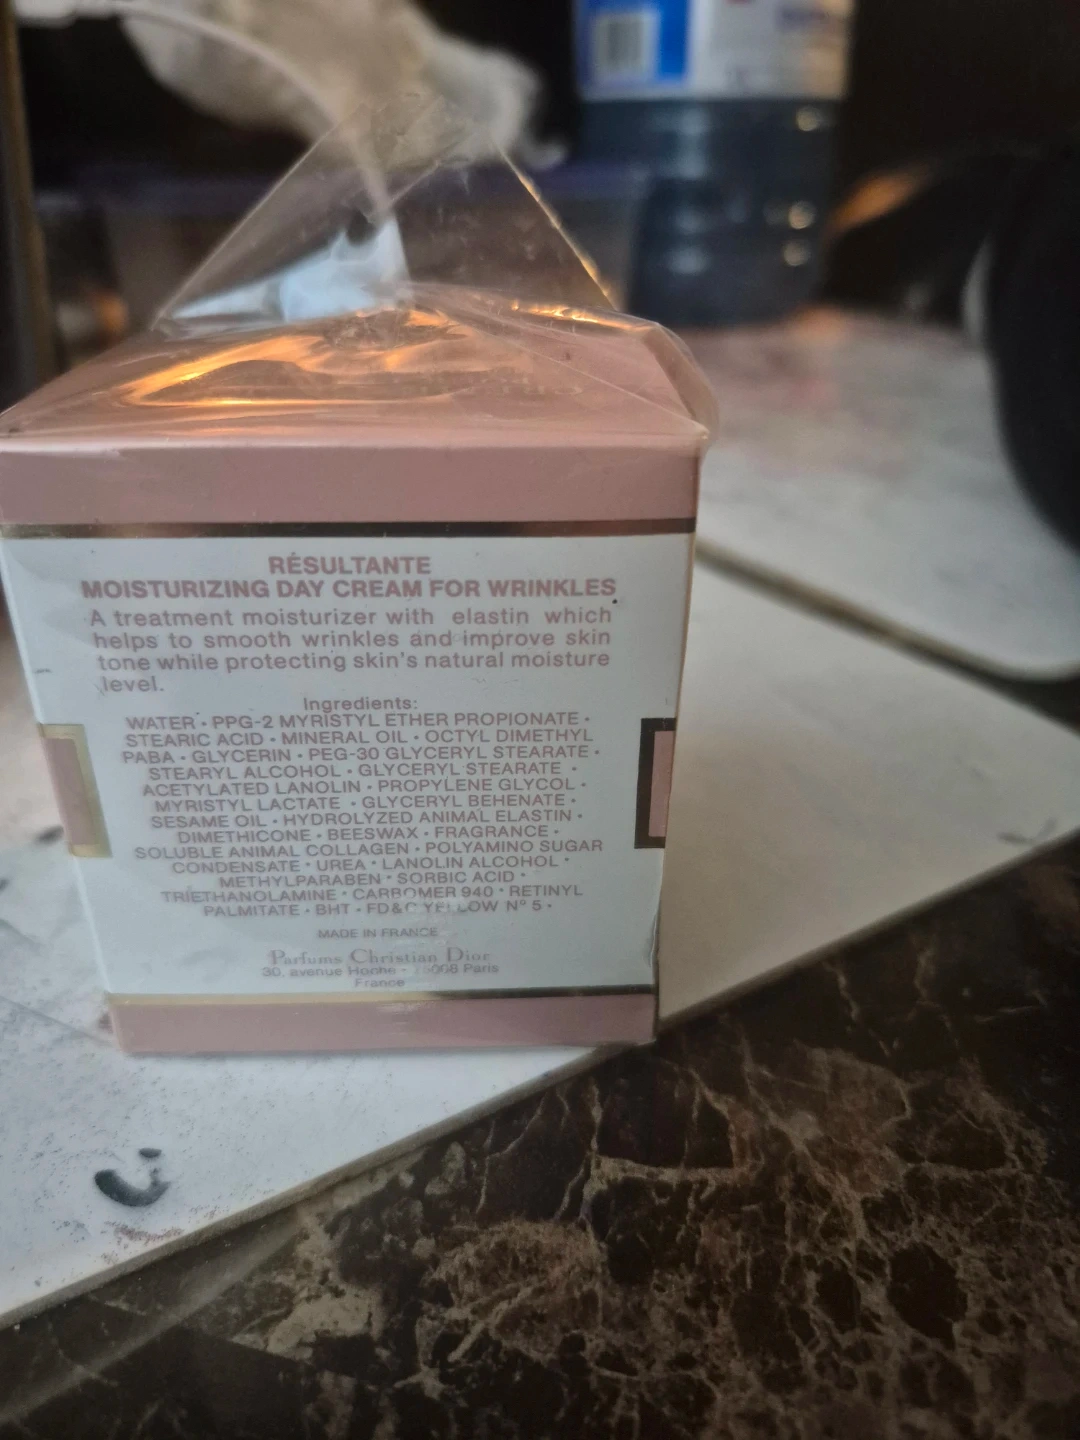 RÉSULTANTE
MOISTURIZING DAY CREAM FOR WRINKLES
A treatment moisturizer with elastin which
helps to smooth wrinkles and improve skin
tone while protecting skin's natural moisture
level.
Ingredients:
WATER • PPG-2 MYRISTYL ETHER PROPIONATE •
STEARIC ACID • MINERAL OIL • OCTYL DIMETHYL
PABA • GLYCERIN • PEG-30 GLYCERYL STEARATE •
STEARYL ALCOHOL • GLYCERYL STEARATE •
ACETYLATED LANOLIN • PROPYLENE GLYCOL •
MYRISTYL LACTATE • GLYCERYL BEHENATE •
SESAME OIL • HYDROLYZED ANIMAL ELASTIN •
DIMETHICONE • BEESWAX • FRAGRANCE •
SOLUBLE ANIMAL COLLAGEN • POLYAMINO SUGAR
CONDENSATE • UREA • LANOLIN ALCOHOL •
METHYLPARABEN • SORBIC ACID •
TRIETHANOLAMINE • CARBOMER 940 • RETINYL
PALMITATE • BHT • FD&C YELLOW Nº 5 •
MADE IN FRANCE
Parfums Christian Dior
30, avenue Hoche - 75008 Paris
France